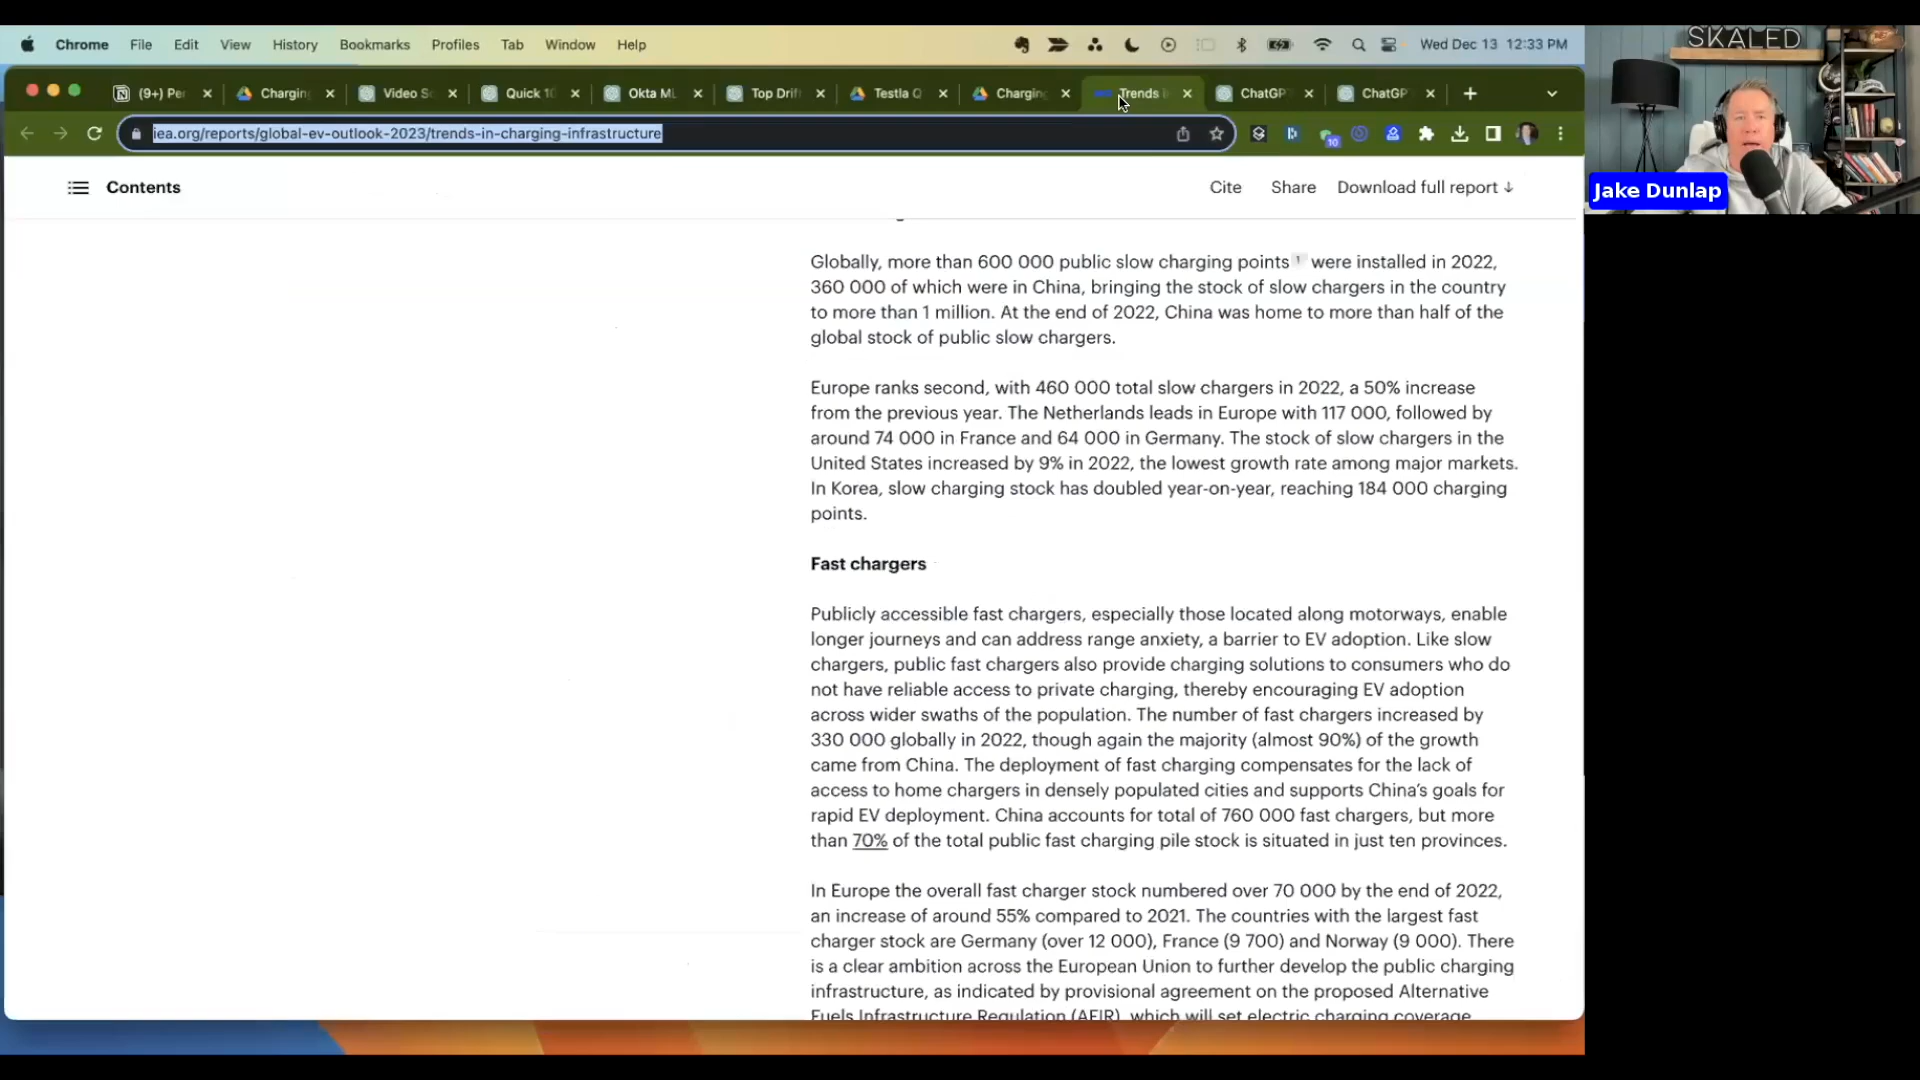 SKALED
Chrome File Edit View History Bookmarks Profiles Tab Window Help Wed Dec 13 12:33 PM
(9+) Per Charging Video Sc Quick 10 Okta ML Top Drif Testla Q Charging Trends i ChatGP ChatGP
iea.org/reports/global-ev-outlook-2023/trends-in-charging-infrastructure
10
Contents Cite Share Download full report ↓
Jake Dunlap
Globally, more than 600 000 public slow charging points 1 were installed in 2022,
360 000 of which were in China, bringing the stock of slow chargers in the country
to more than 1 million. At the end of 2022, China was home to more than half of the
global stock of public slow chargers.
Europe ranks second, with 460 000 total slow chargers in 2022, a 50% increase
from the previous year. The Netherlands leads in Europe with 117 000, followed by
around 74 000 in France and 64 000 in Germany. The stock of slow chargers in the
United States increased by 9% in 2022, the lowest growth rate among major markets.
In Korea, slow charging stock has doubled year-on-year, reaching 184 000 charging
points.
Fast chargers
Publicly accessible fast chargers, especially those located along motorways, enable
longer journeys and can address range anxiety, a barrier to EV adoption. Like slow
chargers, public fast chargers also provide charging solutions to consumers who do
not have reliable access to private charging, thereby encouraging EV adoption
across wider swaths of the population. The number of fast chargers increased by
330 000 globally in 2022, though again the majority (almost 90%) of the growth
came from China. The deployment of fast charging compensates for the lack of
access to home chargers in densely populated cities and supports China's goals for
rapid EV deployment. China accounts for total of 760 000 fast chargers, but more
than 70% of the total public fast charging pile stock is situated in just ten provinces.
In Europe the overall fast charger stock numbered over 70 000 by the end of 2022,
an increase of around 55% compared to 2021. The countries with the largest fast
charger stock are Germany (over 12 000), France (9 700) and Norway (9 000). There
is a clear ambition across the European Union to further develop the public charging
infrastructure, as indicated by provisional agreement on the proposed Alternative
Fuels Infrastructure Regulation (AFIR), which will set electric charging coverage